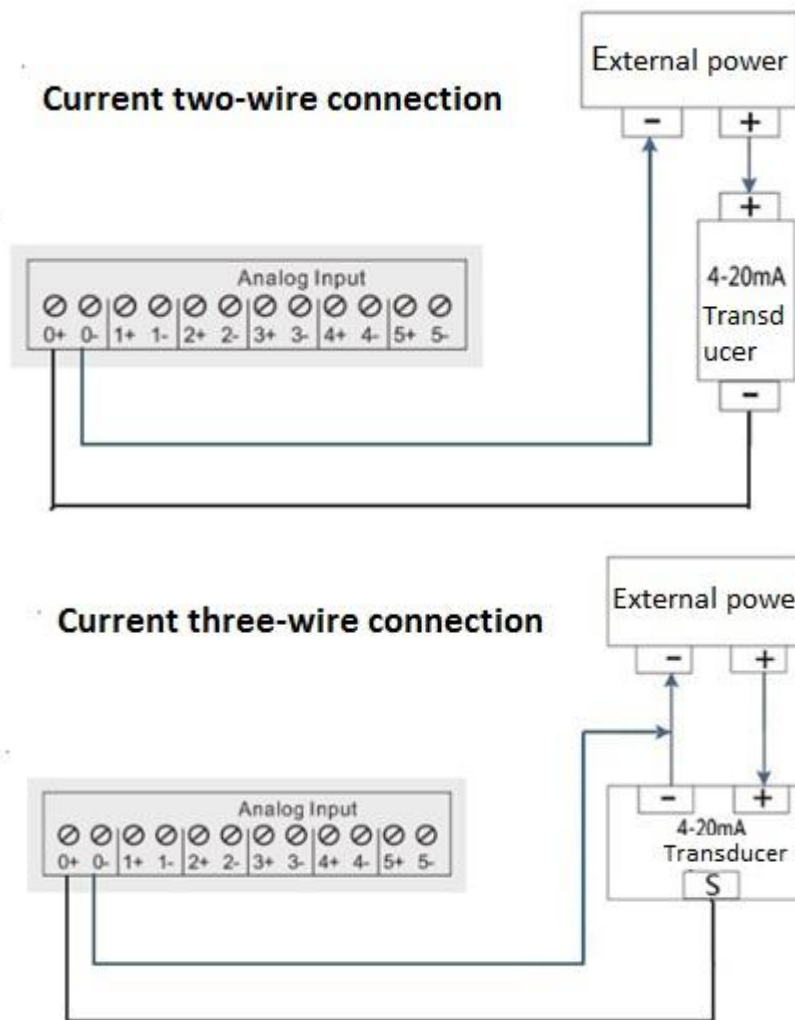 External power
Current two-wire connection
- +
+
Analog Input
4-20mA
0+ 0- 1+ 1- 2+ 2- 3+ 3- 4+ 4- 5+ 5-
Transd
ucer
-
External powe
Current three-wire connection
- +
- +
Analog Input
4-20mA
0+ 0- 1+ 1- 2+ 2- 3+ 3- 4+ 4- 5+ 5-
Transducer
S